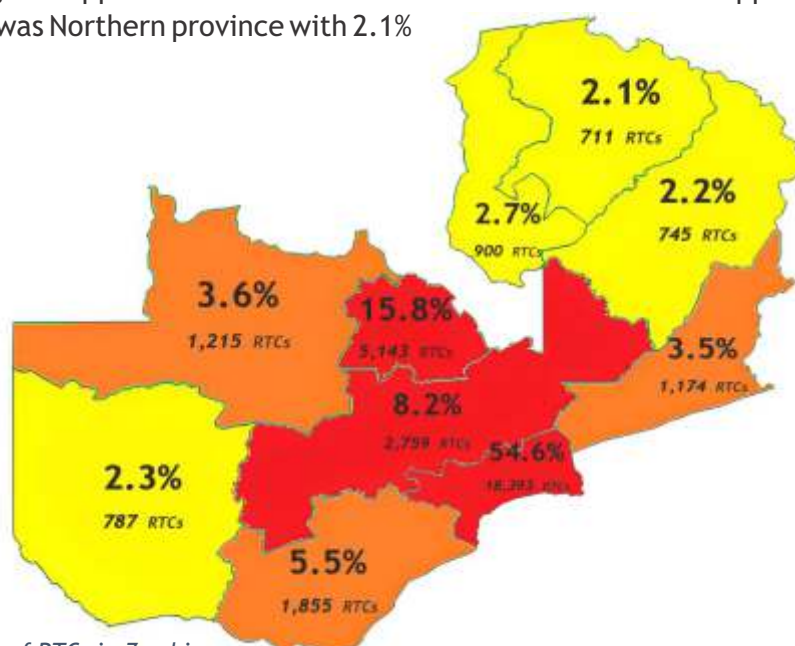 was Northern province with 2.1%
2.1%
711 RTCs
2.2%
745 RTCs
2.7%
900 RTCs
3.6%
1,215 RTCs
15.8%
5,143 RTCs
3.5%
1,174 RTCs
8.2%
2,759 RTCs
54.6%
RTCs
2.3%
787 RTCs
5.5%
1,855 RTCs